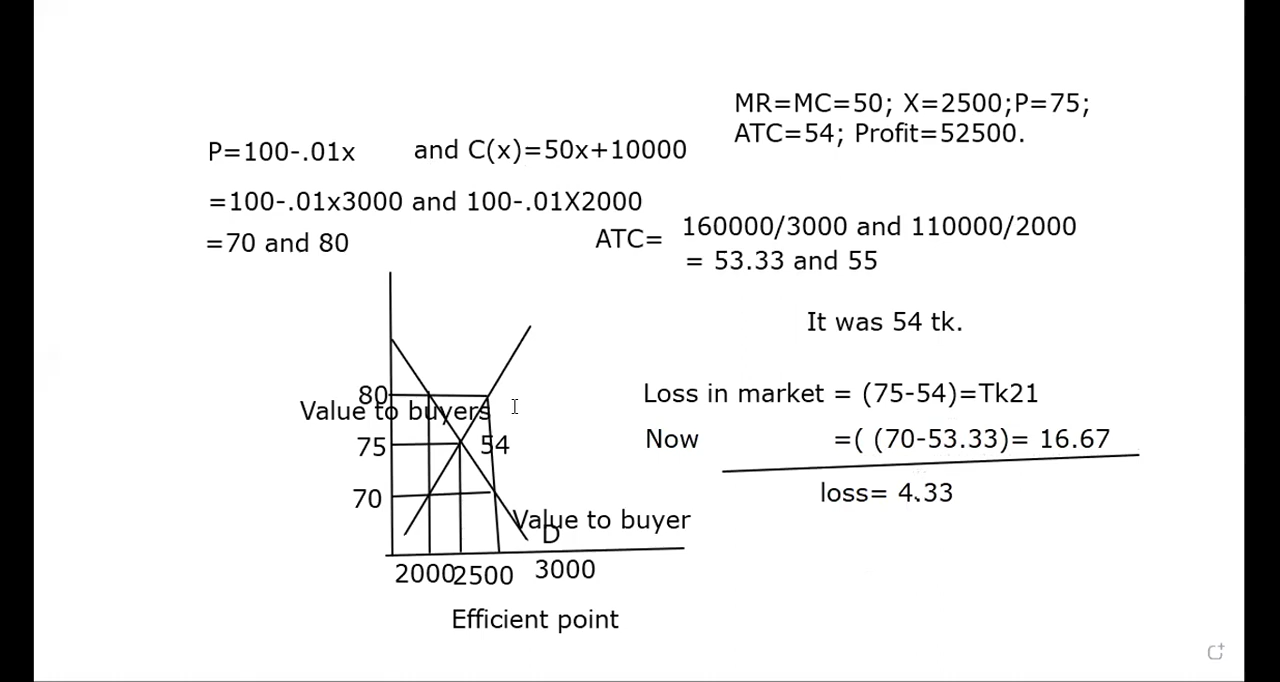 MR=MC=50; X=2500;P=75;
ATC=54; Profit=52500.
P=100-.01x and C(x)=50x+10000
=100-.01x3000 and 100-.01X2000
=70 and 80
ATC= 160000/3000 and 110000/2000
= 53.33 and 55
It was 54 tk.
80
Value to buyers
75
54
70
Value to buyer
D
2000
2500
3000
Efficient point
Loss in market = (75-54)=Tk21
Now =( (70-53.33)= 16.67
loss= 4.33